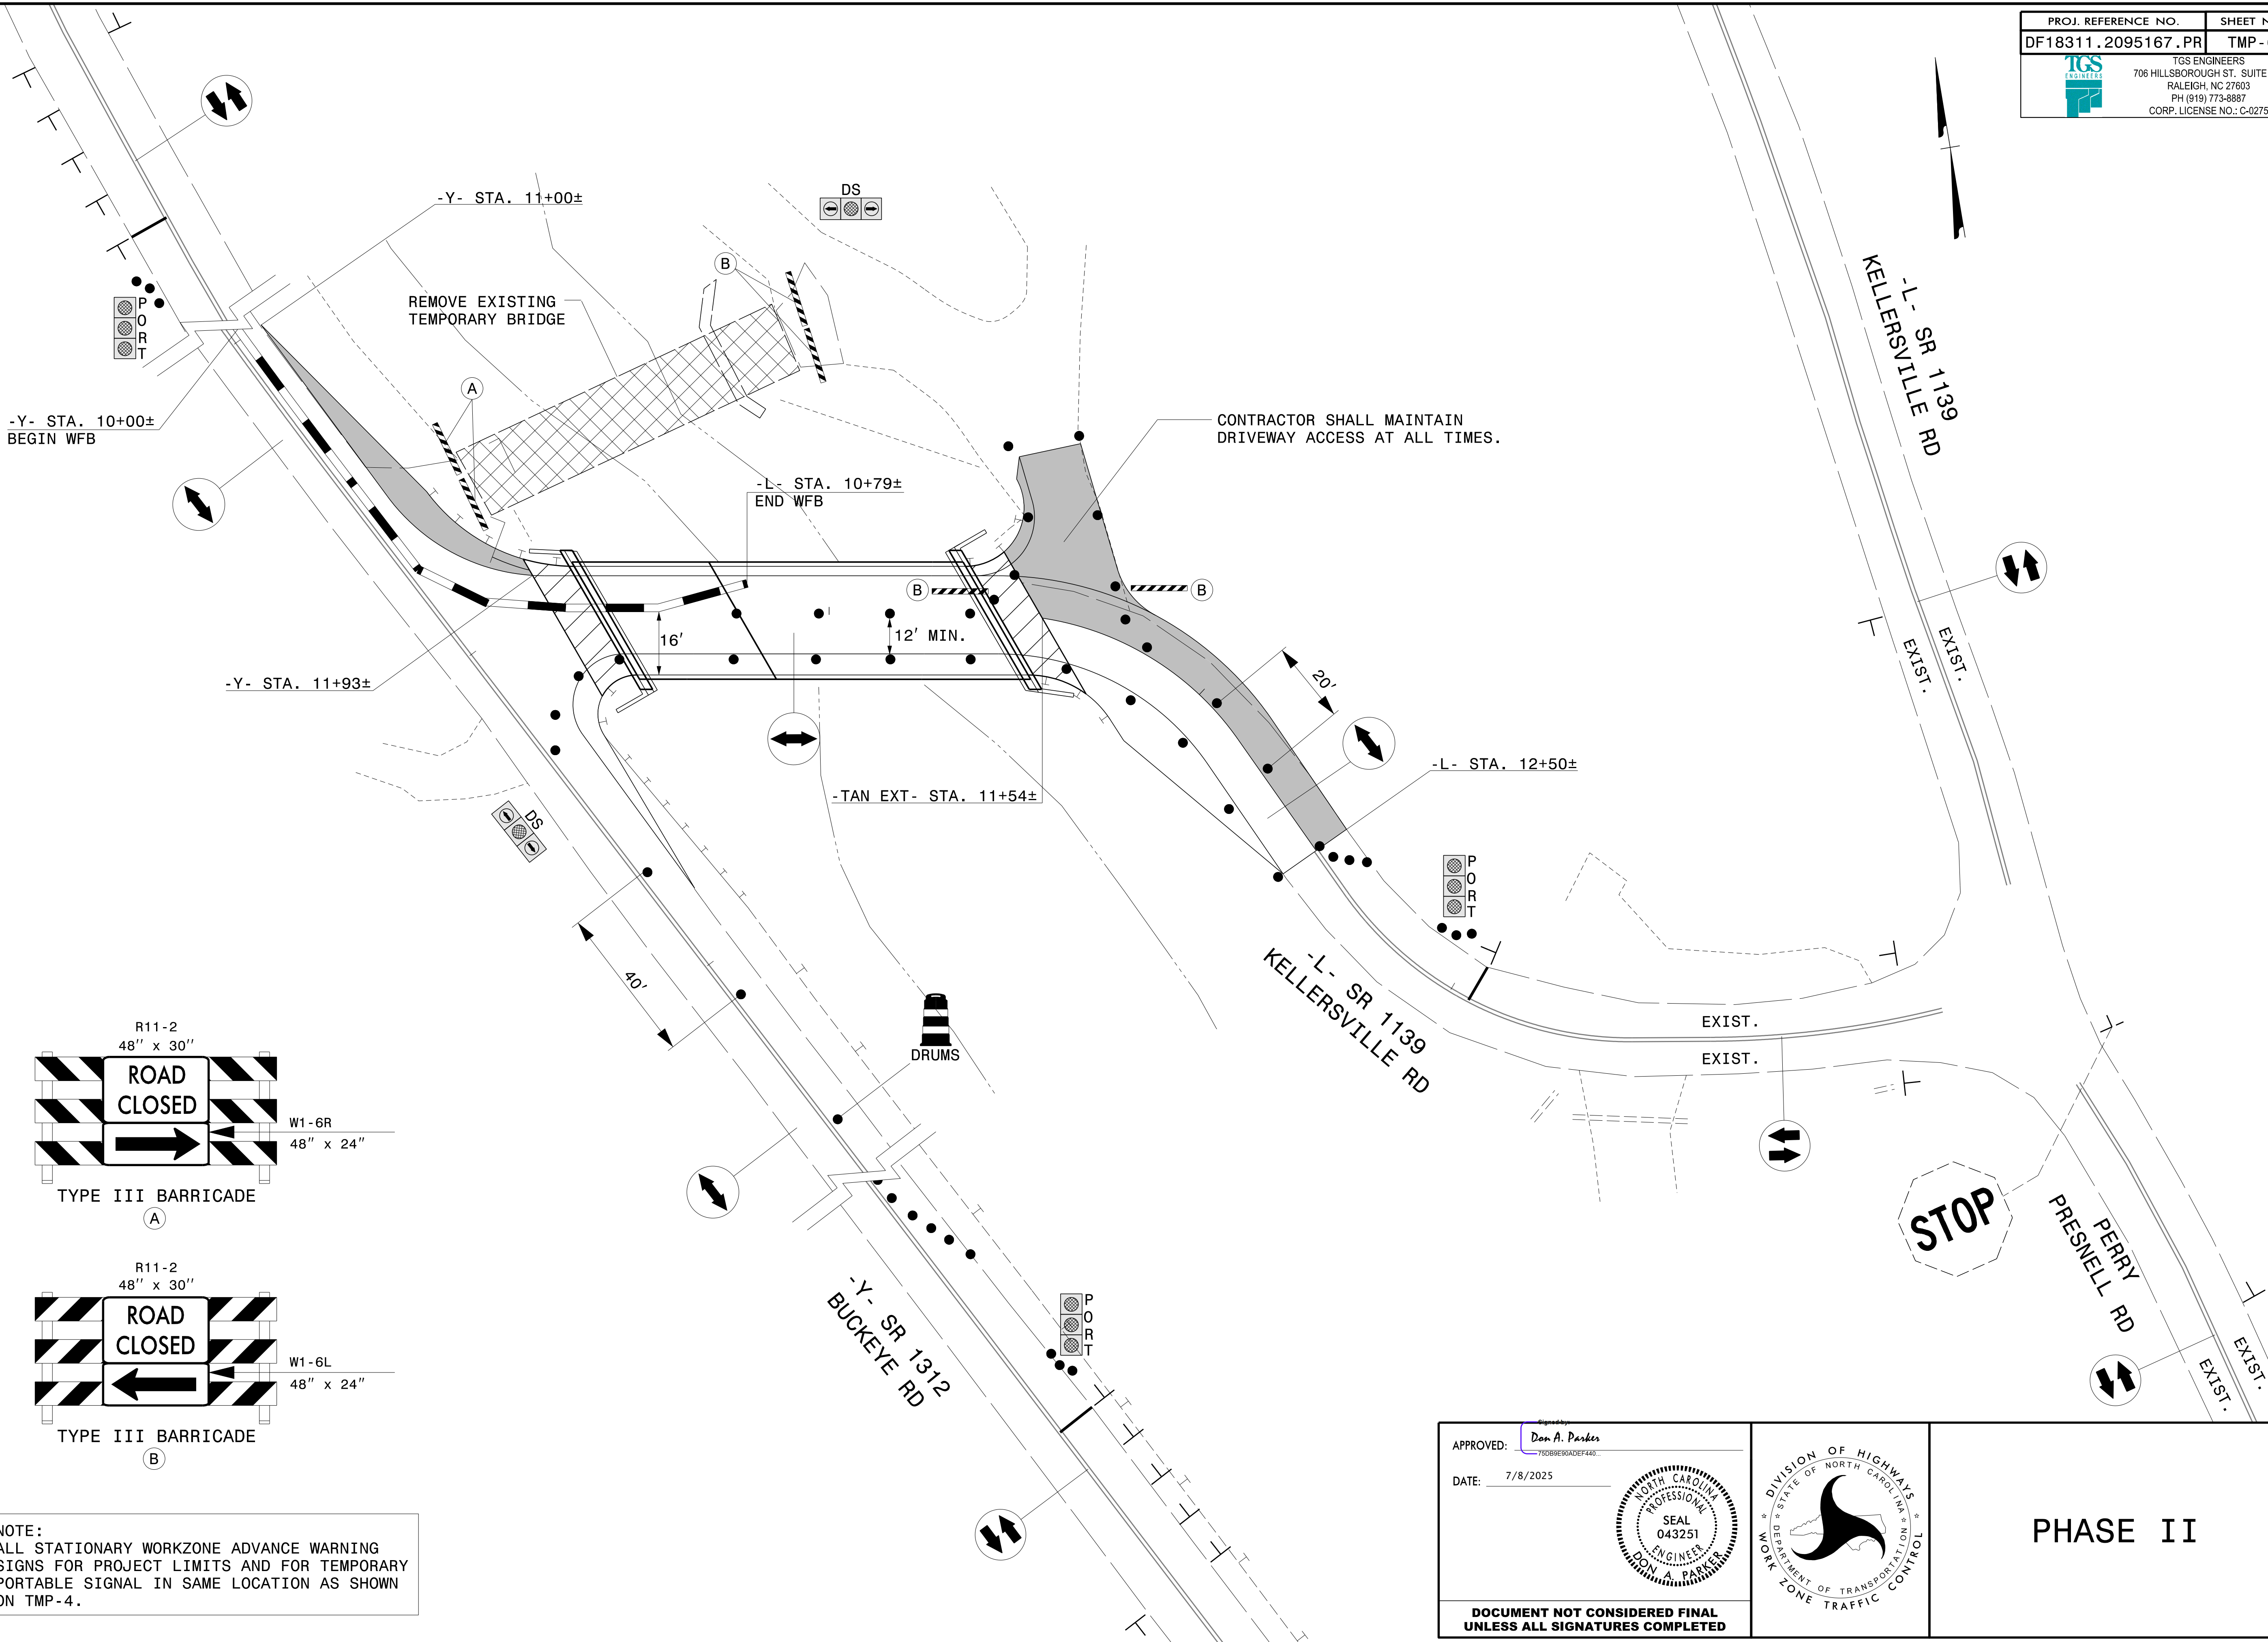 PROJ. REFERENCE NO.
SHEET N
DF18311.2095167.PR
TMP-
TGS
ENGINEERS
TGS ENGINEERS
706 HILLSBOROUGH ST. SUITE
RALEIGH, NC 27603
PH (919) 773-8887
CORP. LICENSE NO.: C-0275
-Y- STA. 11+00±
DS
B
REMOVE EXISTING
TEMPORARY BRIDGE
P
O
R
T
A
-Y- STA. 10+00±
BEGIN WFB
CONTRACTOR SHALL MAINTAIN
DRIVEWAY ACCESS AT ALL TIMES.
-L- SR 1139
KELLERSVILLE RD
-L- STA. 10+79±
END WFB
B
B
16'
12' MIN.
EXIST.
EXIST.
-Y- STA. 11+93±
20'
-L- STA. 12+50±
-TAN EXT- STA. 11+54±
DS
P
O
R
T
40'
-L- SR 1139
KELLERSVILLE RD
DRUMS
EXIST.
EXIST.
R11-2
48" x 30"
ROAD
CLOSED
W1-6R
48" x 24"
TYPE III BARRICADE
A
STOP
PERRY
PRESNELL RD
R11-2
48" x 30"
ROAD
CLOSED
W1-6L
48" x 24"
TYPE III BARRICADE
B
-Y- SR 1312
BUCKEYE RD
P
O
R
T
EXIST.
EXIST.
NOTE:
ALL STATIONARY WORKZONE ADVANCE WARNING
SIGNS FOR PROJECT LIMITS AND FOR TEMPORARY
PORTABLE SIGNAL IN SAME LOCATION AS SHOWN
ON TMP-4.
Signed by:
APPROVED: Don A. Parker
75DB9E90ADEF440...
DATE: 7/8/2025
NORTH CAROLINA
PROFESSIONAL
SEAL
043251
ENGINEER
DON A. PARKER
DOCUMENT NOT CONSIDERED FINAL
UNLESS ALL SIGNATURES COMPLETED
DIVISION OF HIGHWAYS
STATE OF NORTH CAROLINA
DEPARTMENT OF TRANSPORTATION
WORK ZONE TRAFFIC CONTROL
PHASE II